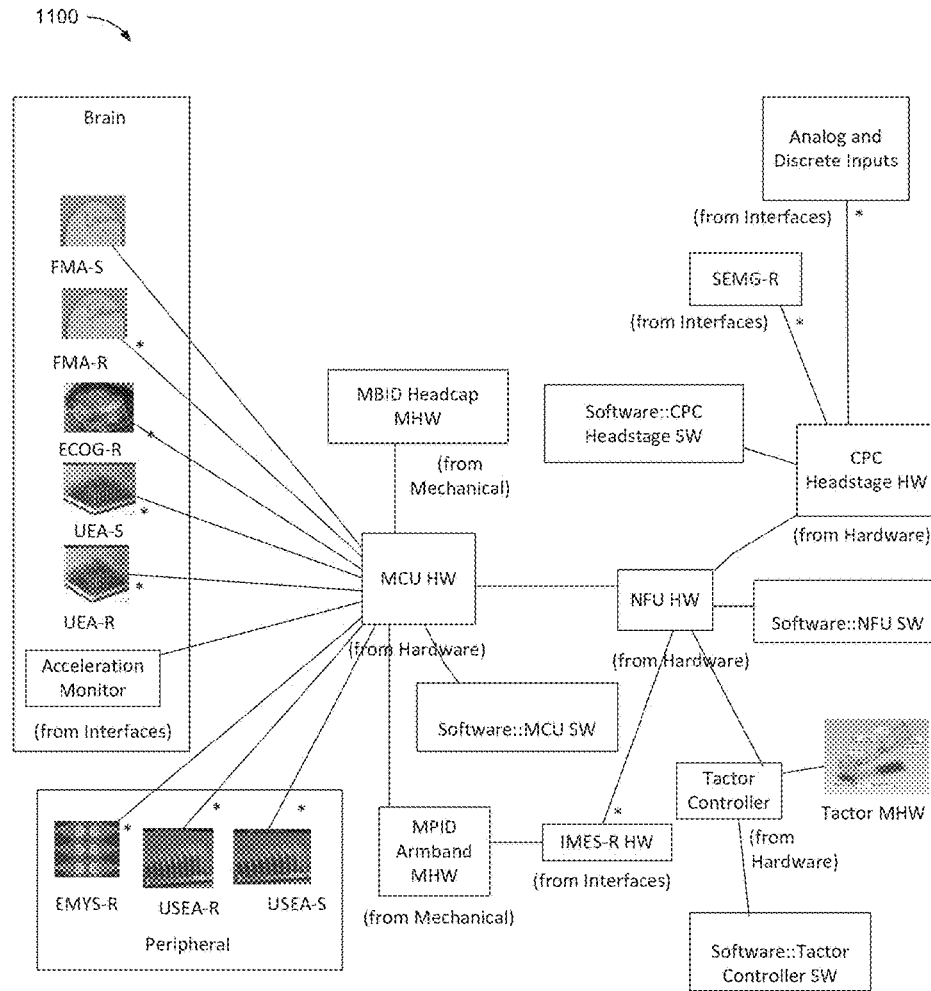 1100
Brain
FMA-S
*
FMA-R
*
ECOG-R
*
UEA-S
*
UEA-R
Acceleration
Monitor
(from Interfaces)
*
EMYS-R
*
USEA-R
*
USEA-S
Peripheral
MBID Headcap
MHW
(from
Mechanical)
MCU HW
(from Hardware)
Software::MCU SW
MPID
Armband
MHW
(from Mechanical)
Analog and
Discrete Inputs
(from Interfaces)
*
SEMG-R
(from Interfaces)
*
Software::CPC
Headstage SW
CPC
Headstage HW
(from Hardware)
NFU HW
(from Hardware)
Software::NFU SW
*
IMES-R HW
(from Interfaces)
Tactor
Controller
(from
Hardware)
Tactor MHW
Software::Tactor
Controller SW